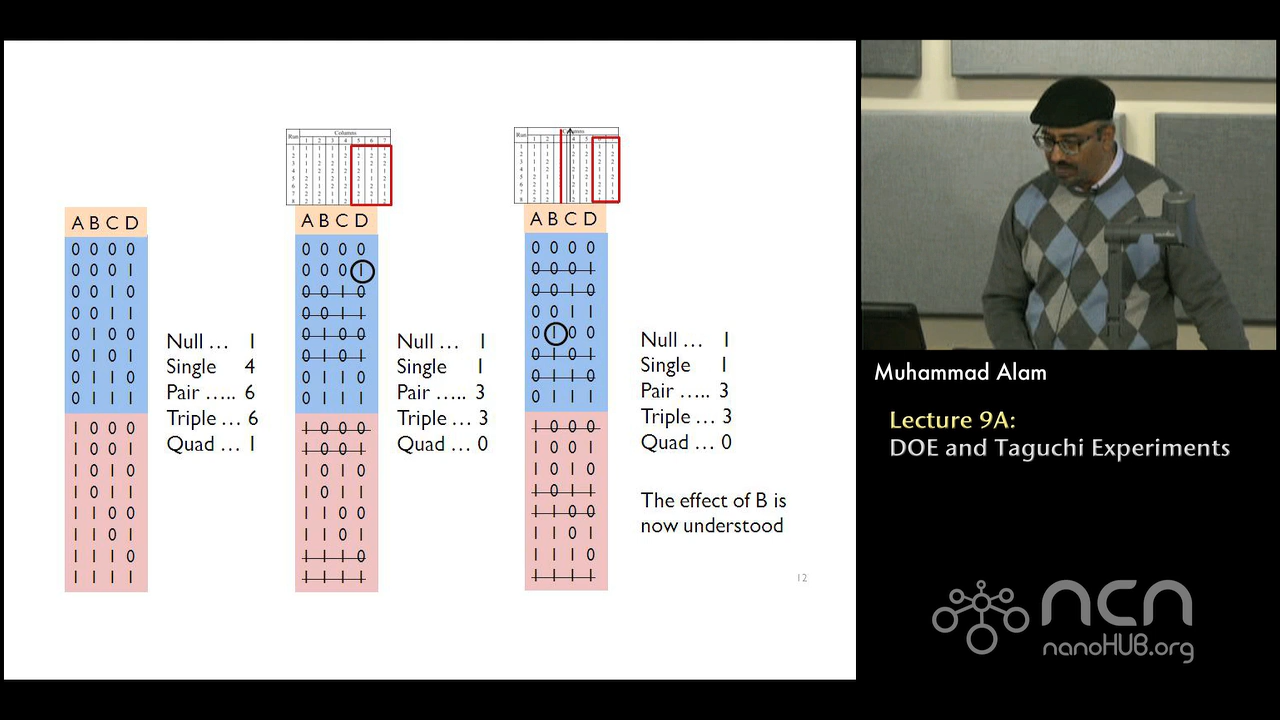 Run Columns
1 2 3 4 5 6 7
Run Columns
A B C D
0 0 0 0
0 0 0 1
0 0 1 0
0 0 1 1
0 1 0 0
0 1 0 1
0 1 1 0
0 1 1 1
1 0 0 0
1 0 0 1
1 0 1 0
1 0 1 1
1 1 0 0
1 1 0 1
1 1 1 0
1 1 1 1
Null ... 1
Single 4
Pair ..... 6
Triple ... 6
Quad ... 1
A B C D
0 0 0 0
0 0 0 1
0 0 1 0
0 0 1 1
0 1 0 0
0 1 0 1
0 1 1 0
0 1 1 1
1 0 0 0
1 0 0 1
1 0 1 0
1 0 1 1
1 1 0 0
1 1 0 1
1 1 1 0
1 1 1 1
Null ... 1
Single 1
Pair ..... 3
Triple ... 3
Quad ... 0
A B C D
0 0 0 0
0 0 0 1
0 0 1 0
0 0 1 1
0 1 0 0
0 1 0 1
0 1 1 0
0 1 1 1
1 0 0 0
1 0 0 1
1 0 1 0
1 0 1 1
1 1 0 0
1 1 0 1
1 1 1 0
1 1 1 1
Null ... 1
Single 1
Pair ..... 3
Triple ... 3
Quad ... 0
The effect of B is
now understood
12
Muhammad Alam
Lecture 9A:
DOE and Taguchi Experiments
ncn
nanoHUB.org